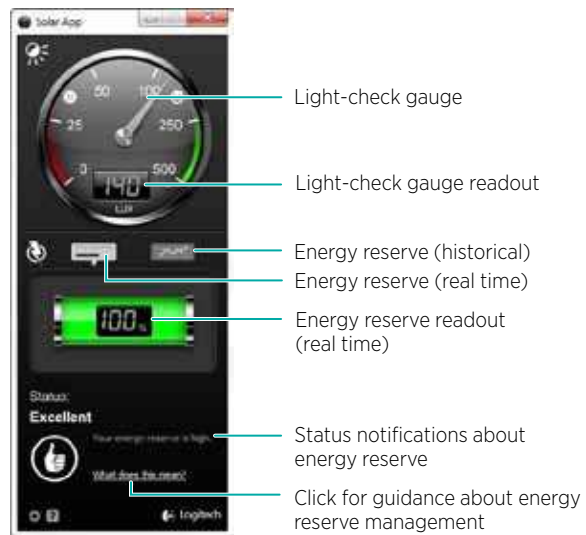 Solar App
50
100
25
250
0
500
140
LUX
Light-check gauge
Light-check gauge readout
Energy reserve (historical)
Energy reserve (real time)
100%
Energy reserve readout
(real time)
Status:
Excellent
Your energy reserve is high.
What does this mean?
Status notifications about
energy reserve
Click for guidance about energy
reserve management
?
Logitech